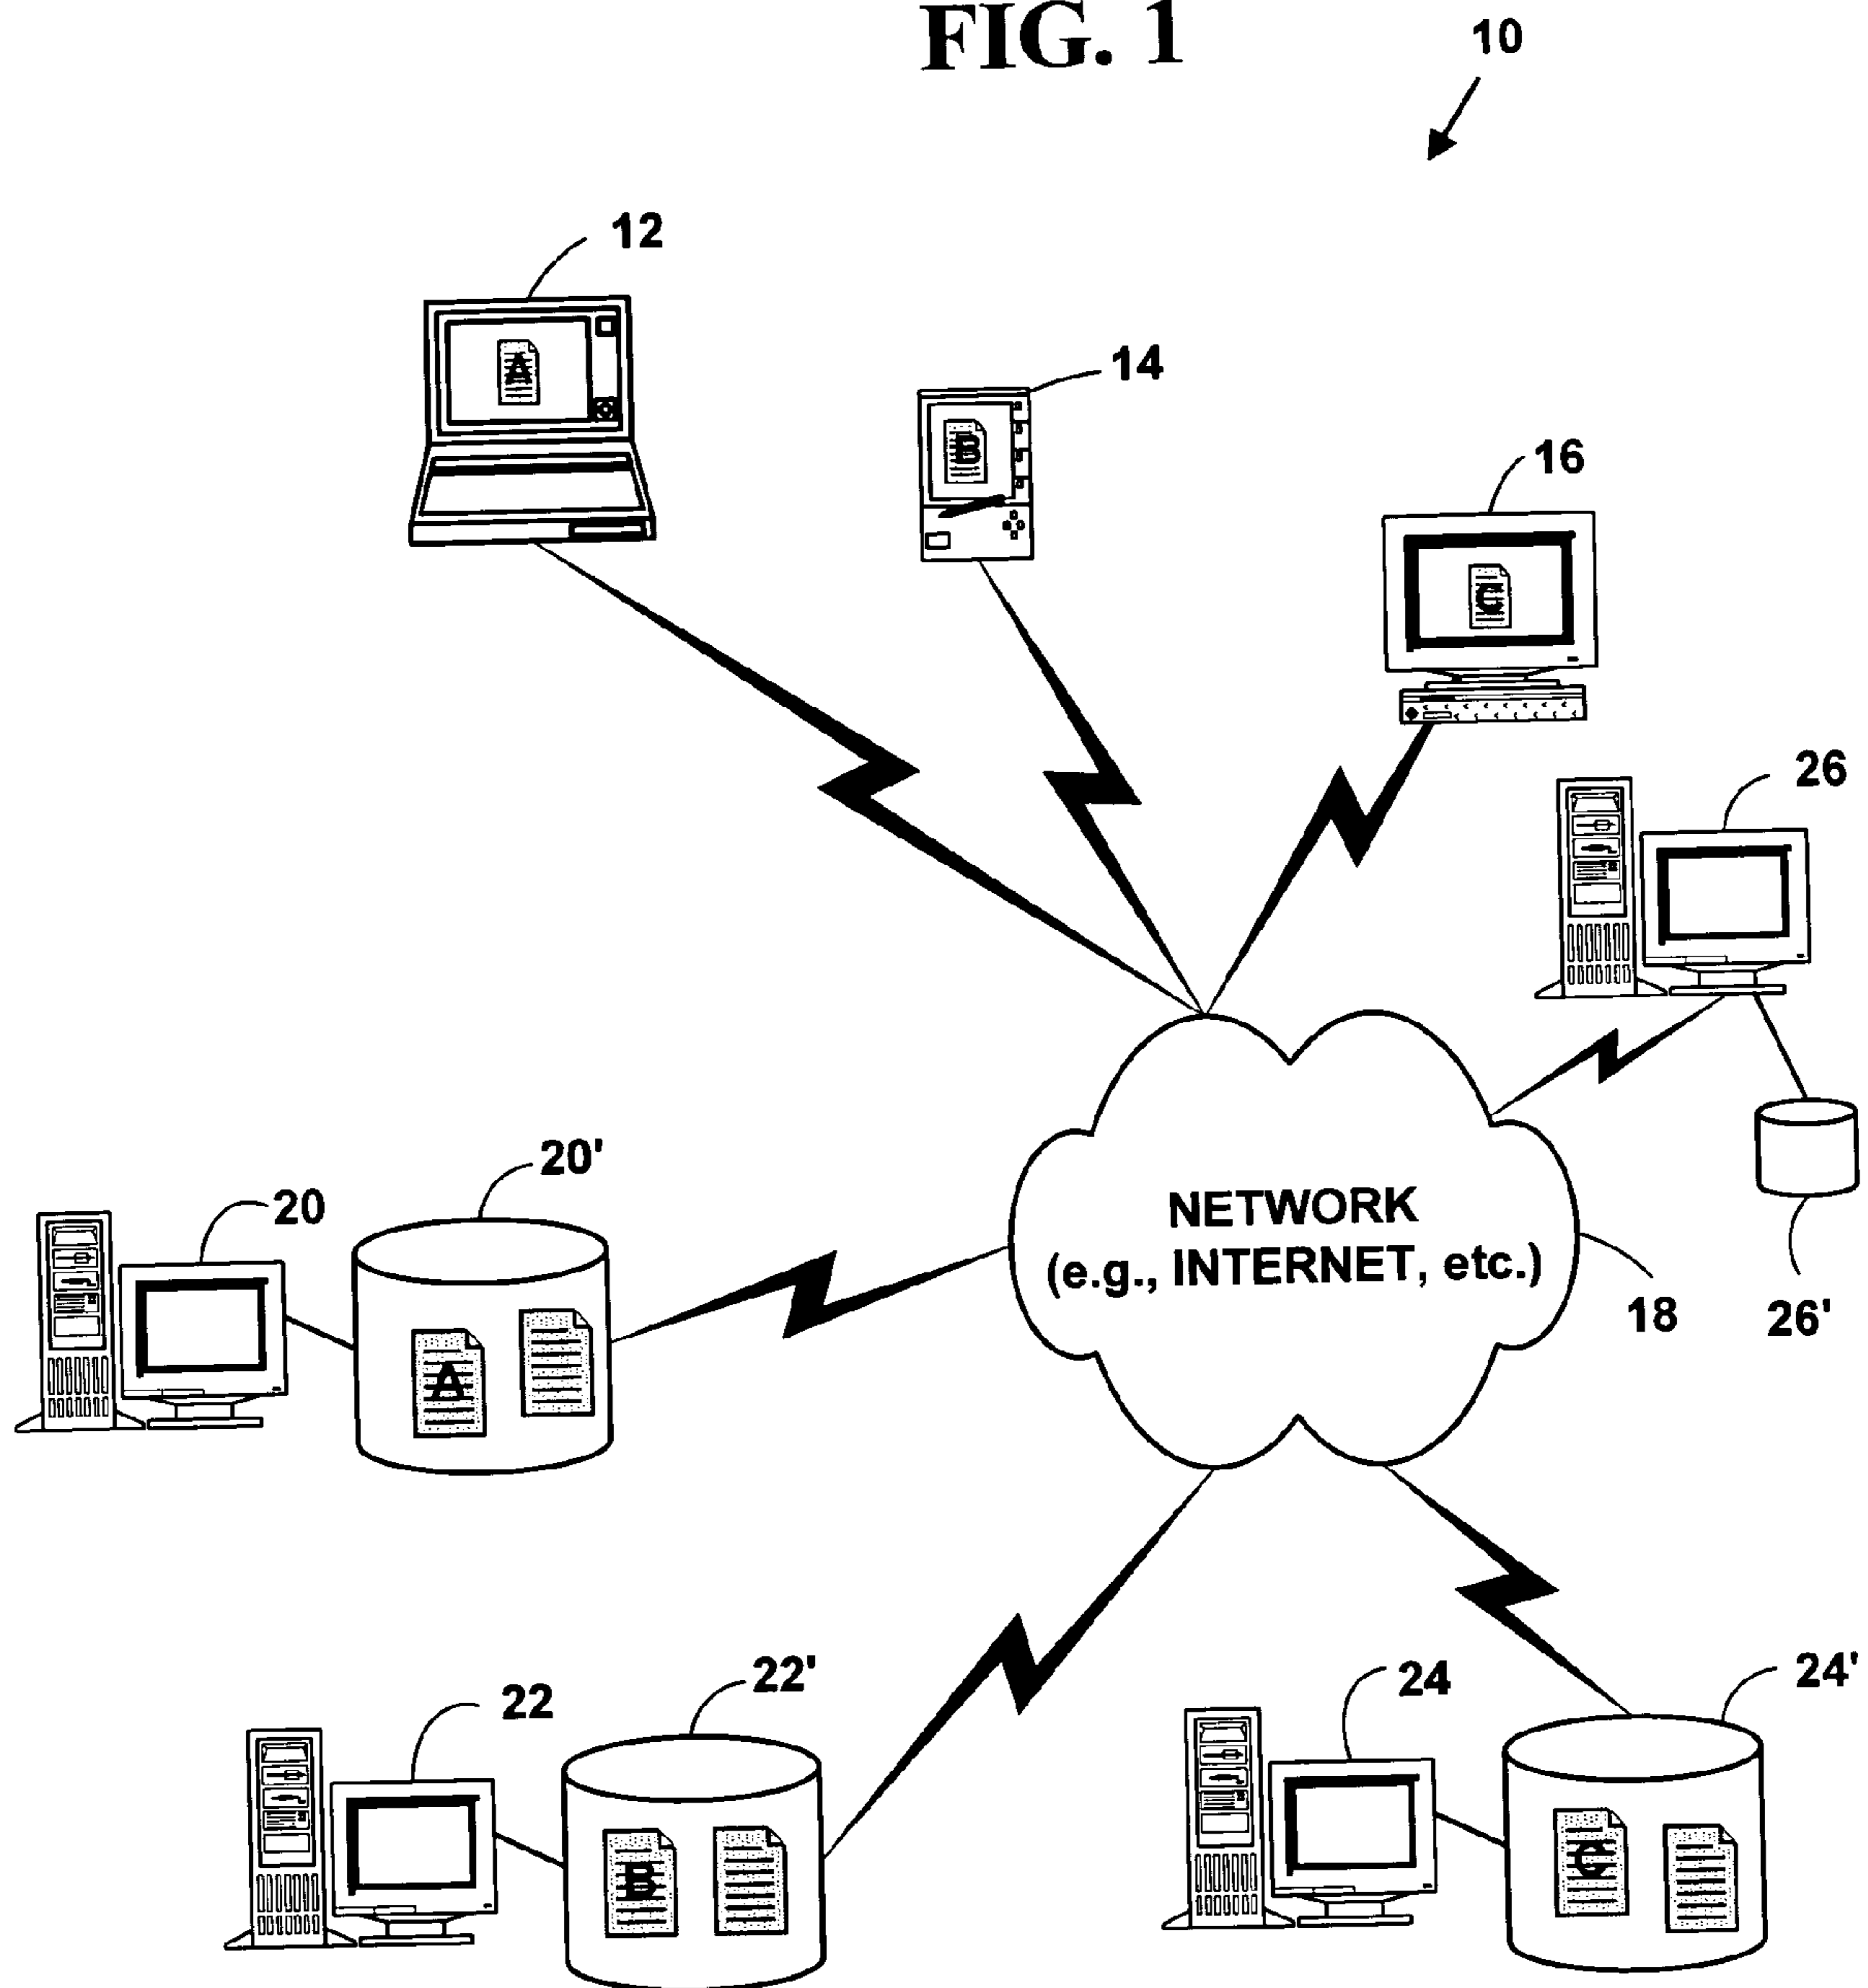 FIG. 1
10
12
A
14
B
16
C
26
20'
20
A
NETWORK
(e.g., INTERNET, etc.)
18
26'
22'
22
B
24
24'
C